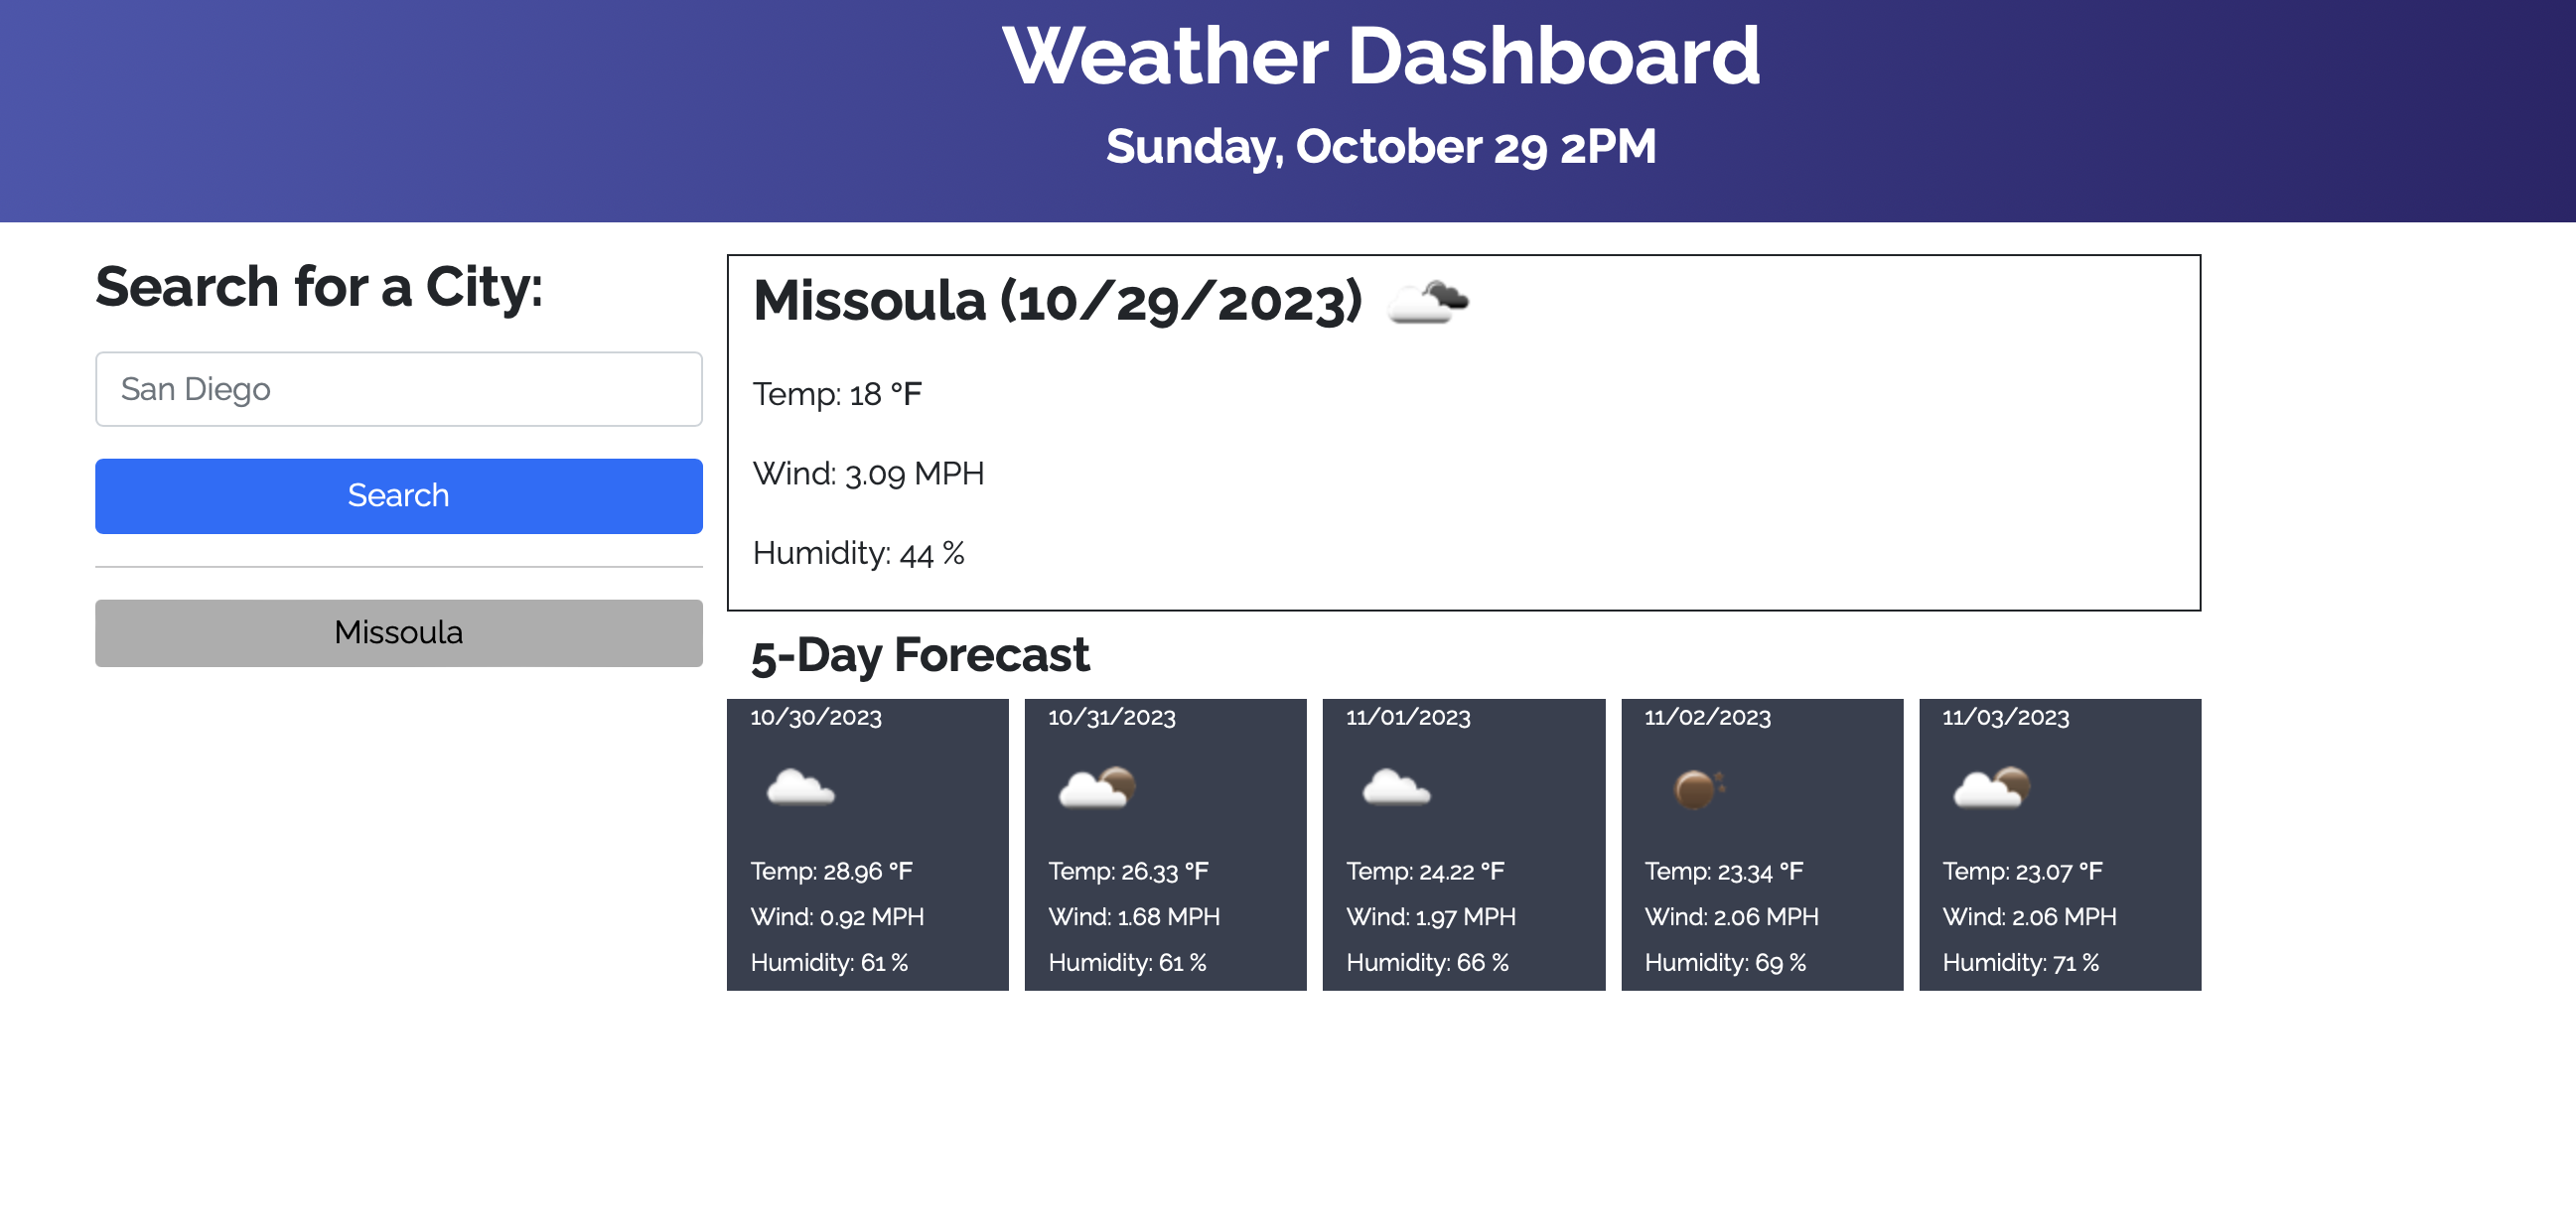 Weather Dashboard
Sunday, October 29 2PM
Search for a City:
San Diego
Search
Missoula
Missoula (10/29/2023)
Temp: 18 °F
Wind: 3.09 MPH
Humidity: 44 %
5-Day Forecast
10/30/2023
Temp: 28.96 °F
Wind: 0.92 MPH
Humidity: 61 %
10/31/2023
Temp: 26.33 °F
Wind: 1.68 MPH
Humidity: 61 %
11/01/2023
Temp: 24.22 °F
Wind: 1.97 MPH
Humidity: 66 %
11/02/2023
Temp: 23.34 °F
Wind: 2.06 MPH
Humidity: 69 %
11/03/2023
Temp: 23.07 °F
Wind: 2.06 MPH
Humidity: 71 %